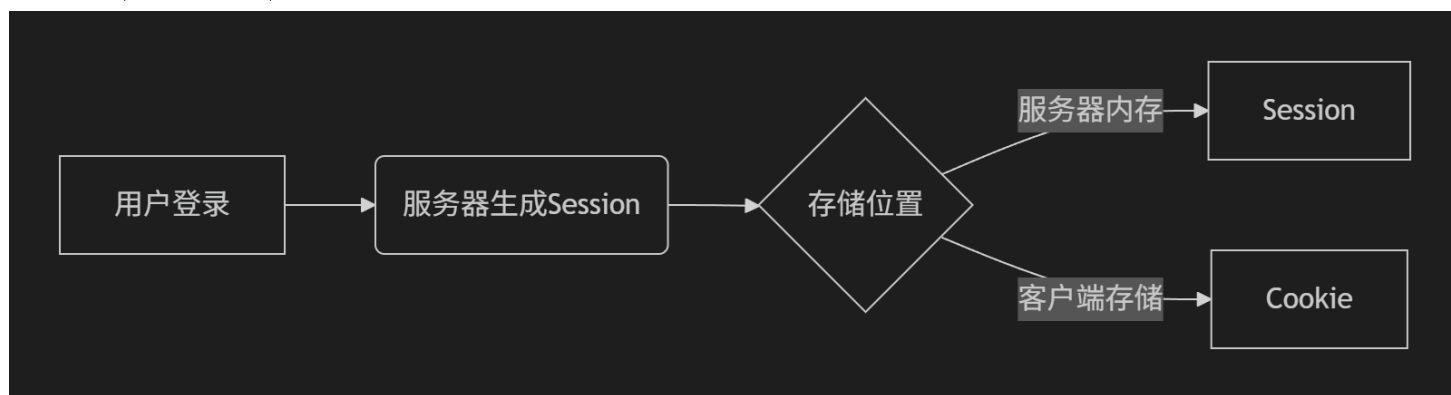 用户登录
服务器生成Session
存储位置
服务器内存
Session
客户端存储
Cookie